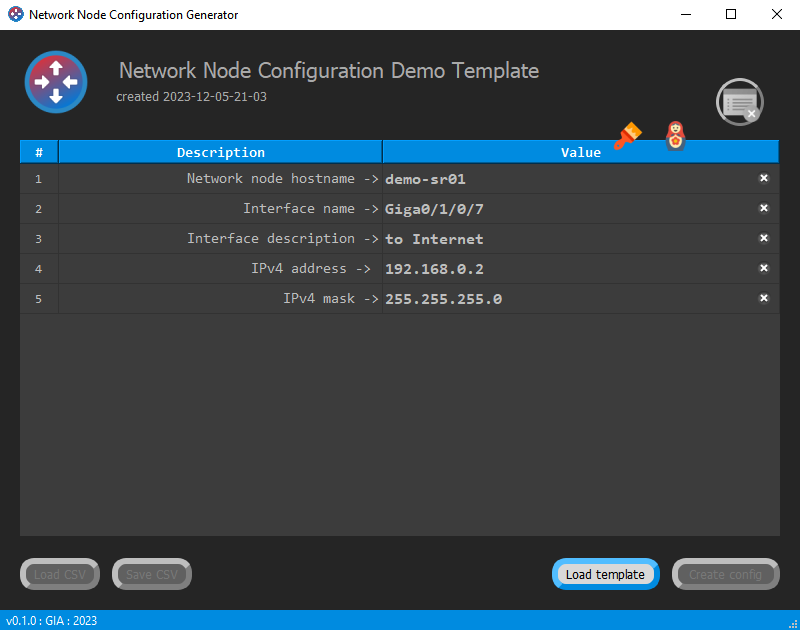 Network Node Configuration Generator
Network Node Configuration Demo Template
created 2023-12-05-21-03
# Description Value
1 Network node hostname -> demo-sr01
2 Interface name -> Giga0/1/0/7
3 Interface description -> to Internet
4 IPv4 address -> 192.168.0.2
5 IPv4 mask -> 255.255.255.0
Load CSV Save CSV Load template Create config
v0.1.0 : GIA : 2023